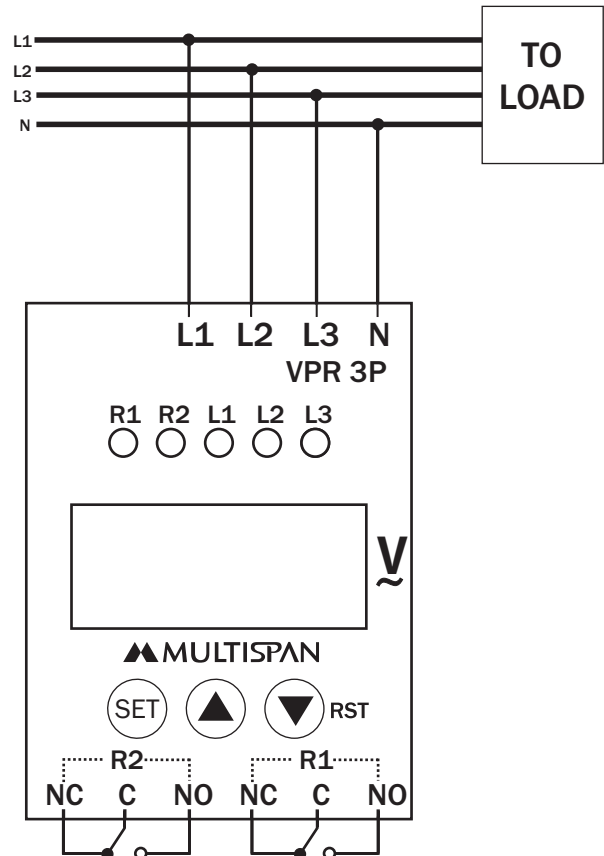 L1
L2
L3
N
TO
LOAD
L1 L2 L3 N
VPR 3P
R1 R2 L1 L2 L3
V
MULTISPAN
SET RST
R2 R1
NC C NO NC C NO